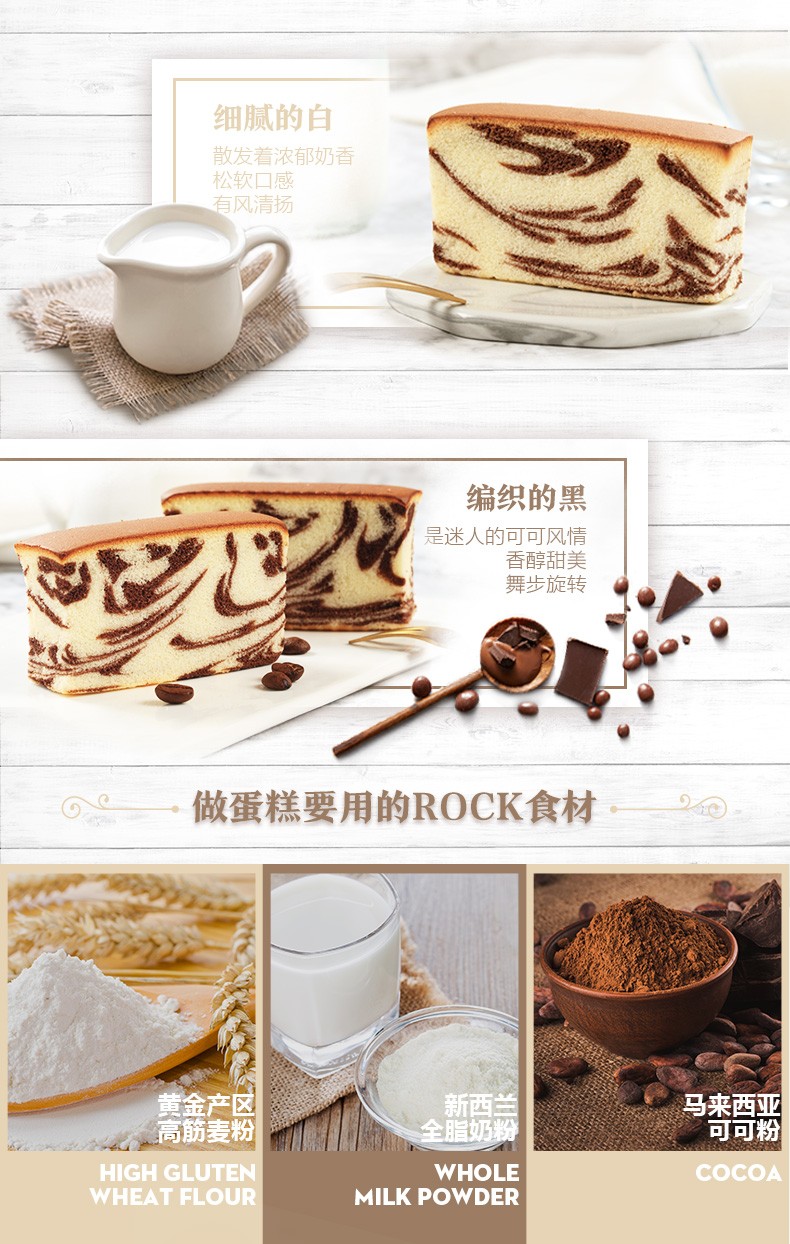 细腻的白
散发着浓郁奶香
松软口感
有风清扬
编织的黑
是迷人的可可风情
香醇甜美
舞步旋转
做蛋糕要用的ROCK食材
黄金产区
高筋麦粉
HIGH GLUTEN
WHEAT FLOUR
新西兰
全脂奶粉
WHOLE
MILK POWDER
马来西亚
可可粉
COCOA